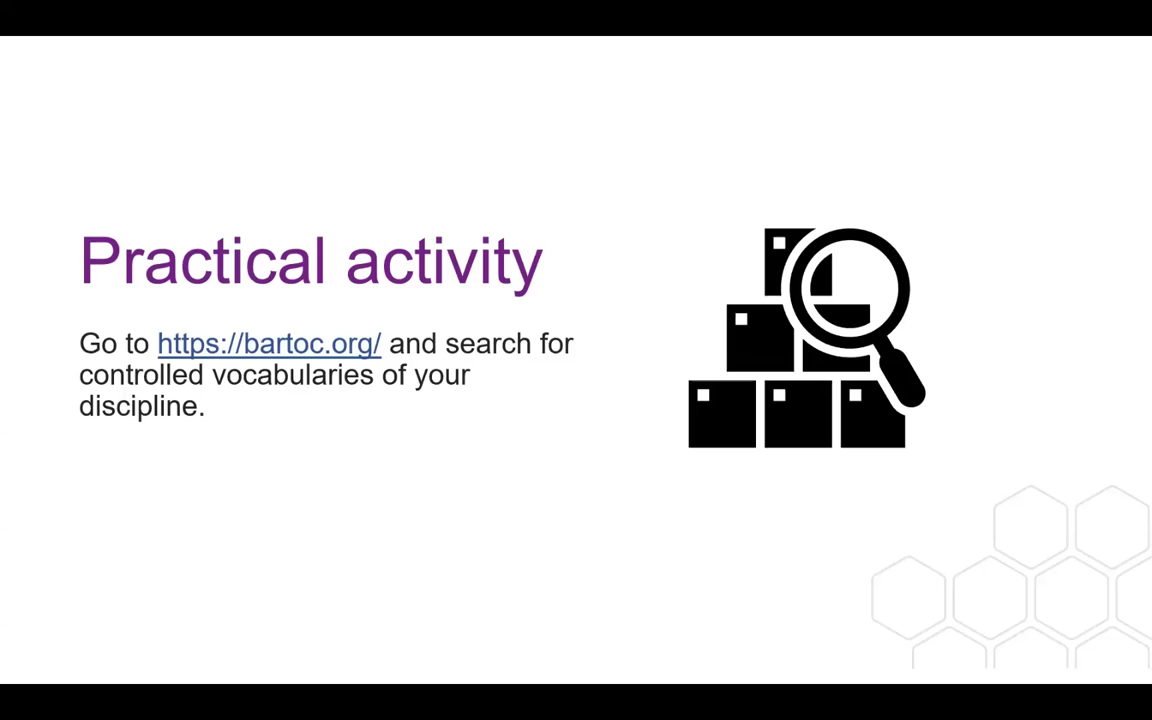 Practical activity
Go to https://bartoc.org/ and search for
controlled vocabularies of your
discipline.